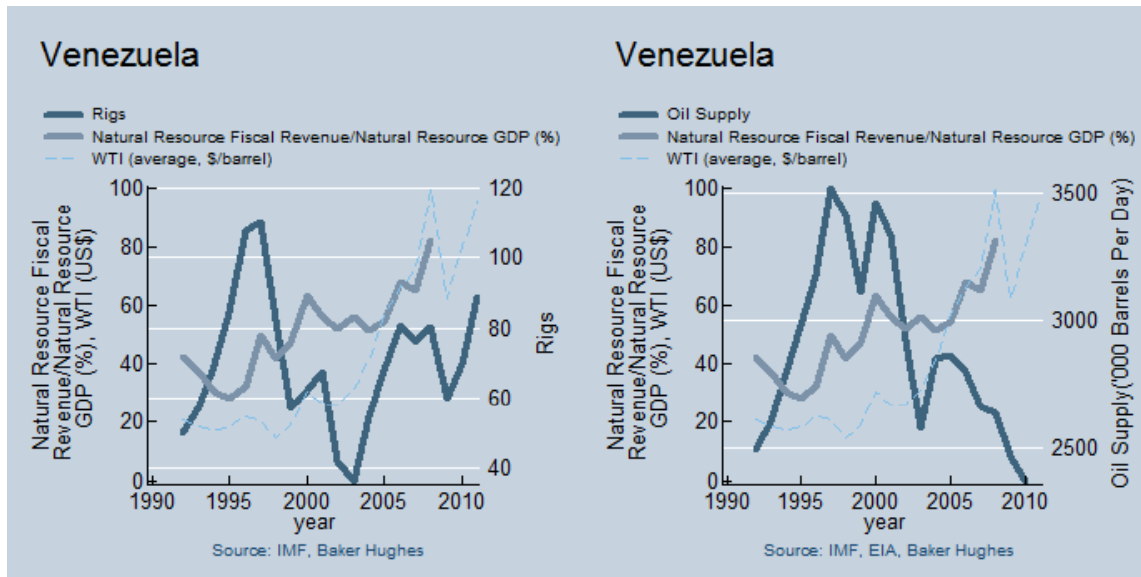 Venezuela
Rigs
Natural Resource Fiscal Revenue/Natural Resource GDP (%)
WTI (average, $/barrel)
Natural Resource Fiscal
Revenue/Natural Resource
GDP (%), WTI (US$)
100
80
60
40
20
0
120
100
80
60
40
Rigs
1990
1995
2000
2005
2010
year
Source: IMF, Baker Hughes
Venezuela
Oil Supply
Natural Resource Fiscal Revenue/Natural Resource GDP (%)
WTI (average, $/barrel)
Natural Resource Fiscal
Revenue/Natural Resource
GDP (%), WTI (US$)
100
80
60
40
20
0
3500
3000
2500
Oil Supply('000 Barrels Per Day)
1990
1995
2000
2005
2010
year
Source: IMF, EIA, Baker Hughes